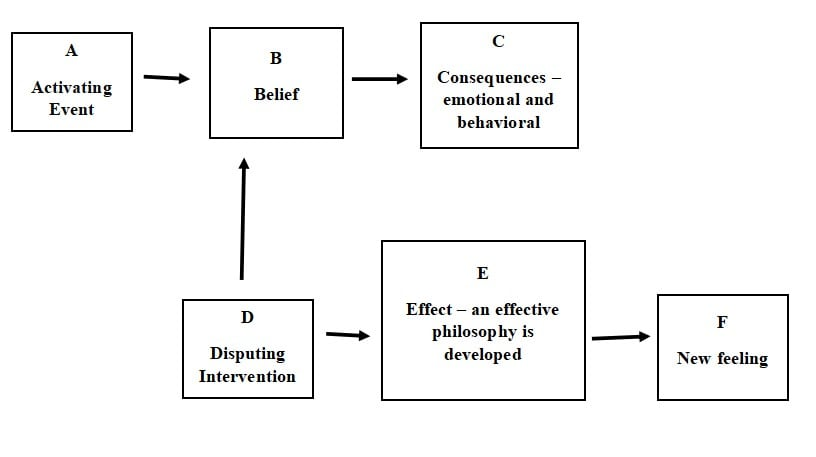 A
Activating
Event
B
Belief
C
Consequences –
emotional and
behavioral
D
Disputing
Intervention
E
Effect – an effective
philosophy is
developed
F
New feeling